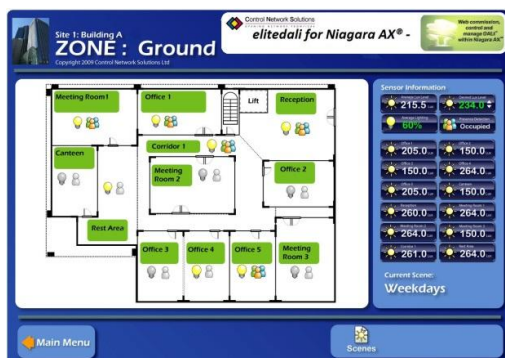 Site 1: Building A
ZONE : Ground
Copyright 2009 Control Network Solutions Ltd
Control Network Solutions
elitedali for Niagara AX® -
Web commission,
control and
manage DALI
within Niagara AX
Meeting Room1
Office 1
Lift
Reception
Corridor 1
Canteen
Meeting
Room 2
Office 2
Rest Area
Office 3
Office 4
Office 5
Meeting
Room 3
Sensor Information
215.5
234.0
60%
Occupied
205.0
150.0
150.0
264.0
205.0
150.0
260.0
264.0
264.0
150.0
261.0
264.0
Current Scene:
Weekdays
Main Menu
Scenes